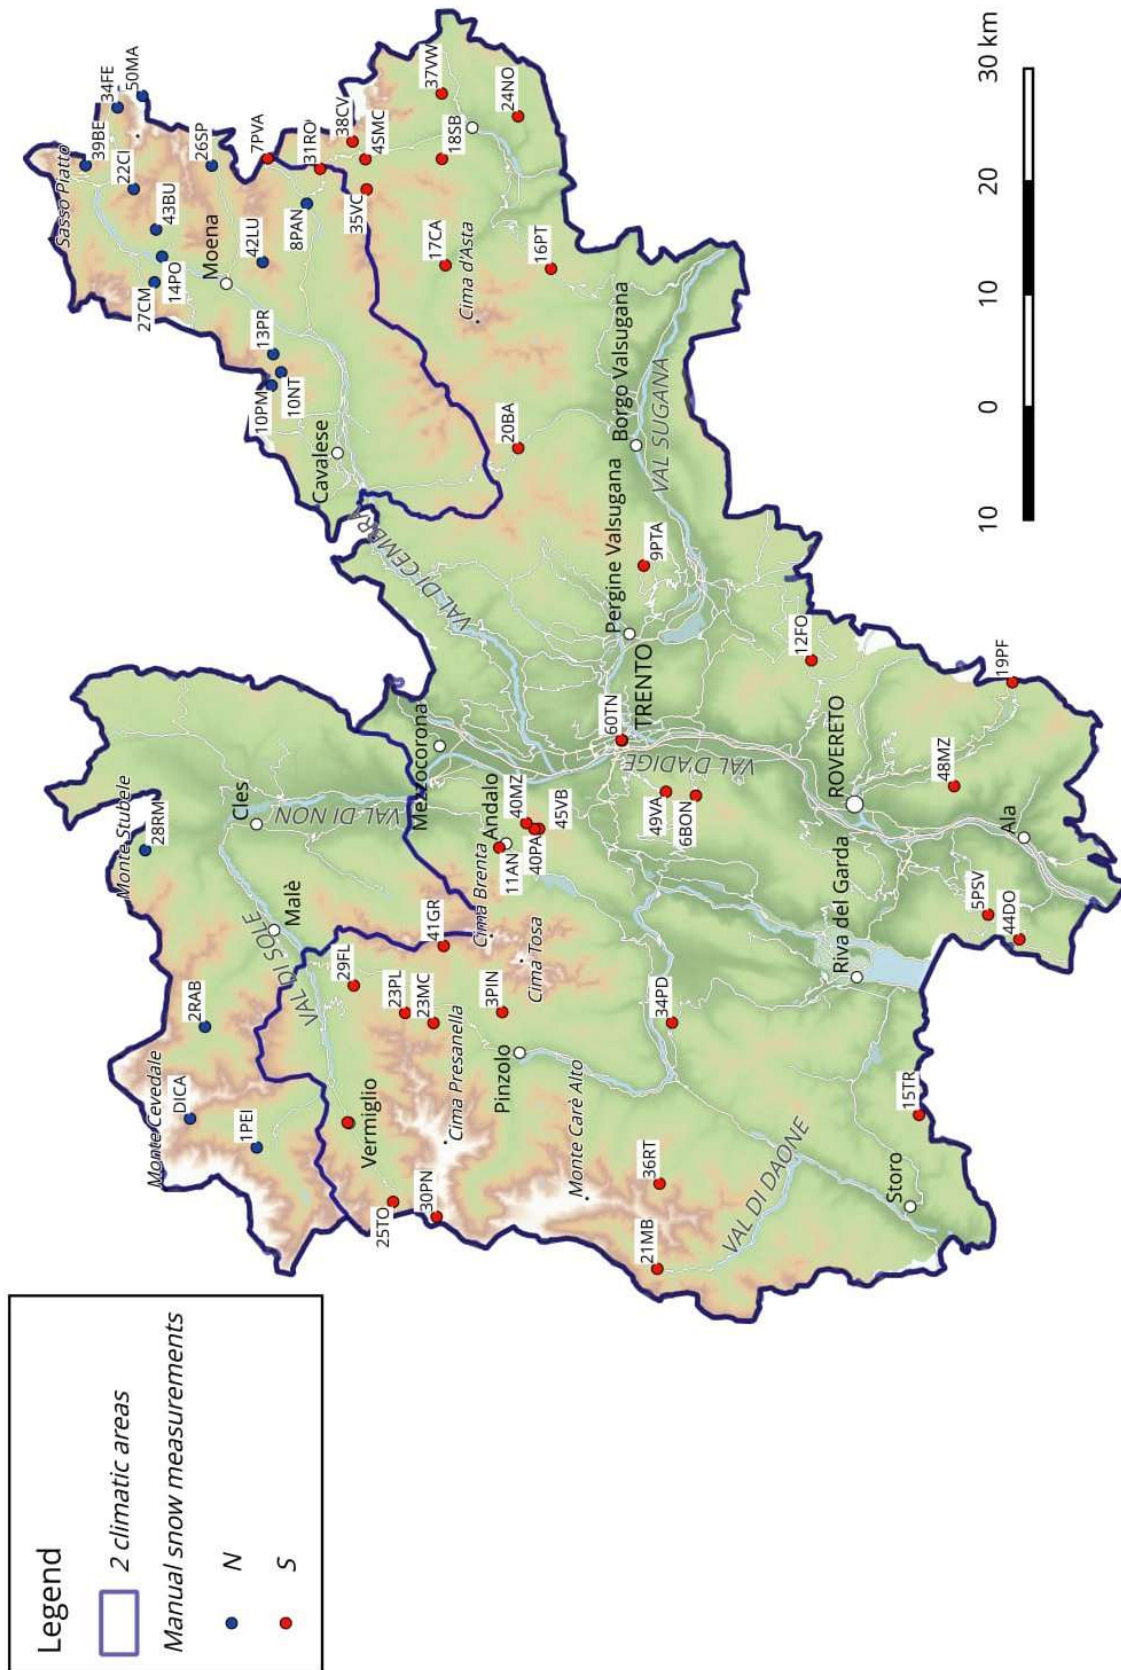 Legend
2 climatic areas
Manual snow measurements
N
S
Monte Stubele
28RM
Monte Cevedale
2RAB
DICA
1PEI
Cles
Malè
VAL DI SOLE
VAL DI NON
29FL
41GR
Vermiglio
25TO
23PL
23MC
30PN
Cima Presanella
Cima Brenta
Cima Tosa
3PIN
Pinzolo
Monte Carè Alto
Mezzocorona
Andalo
11AN
40MZ
40PA
45VB
36RT
21MB
34PD
VAL DI DAONE
Storo
15TR
Riva del Garda
5PSV
44DO
Ala
48MZ
19PF
ROVERETO
12FO
49VA
6BON
VAL D'ADIGE
60TN
TRENTO
Pergine Valsugana
9PTA
Borgo Valsugana
VAL SUGANA
VAL DI CEMBRA
Cavalese
20BA
10PM
10NT
13PR
Moena
27CM
14PO
43BU
22CI
39BE
Sasso Piatto
34FE
50MA
26SP
42LU
7PVA
8PAN
31RO
38CV
4SMC
35VC
17CA
Cima d'Asta
16PT
18SB
37VW
24NO
10
0
10
20
30 km